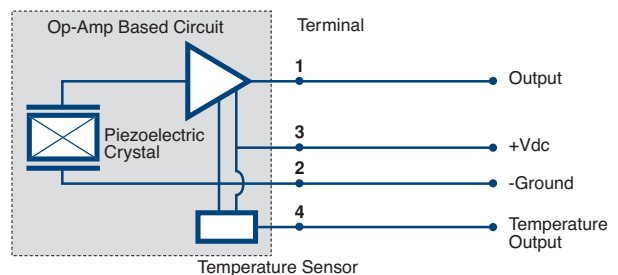 Op-Amp Based Circuit
Terminal
1
Output
Piezoelectric
Crystal
3
+Vdc
2
-Ground
4
Temperature
Output
Temperature Sensor